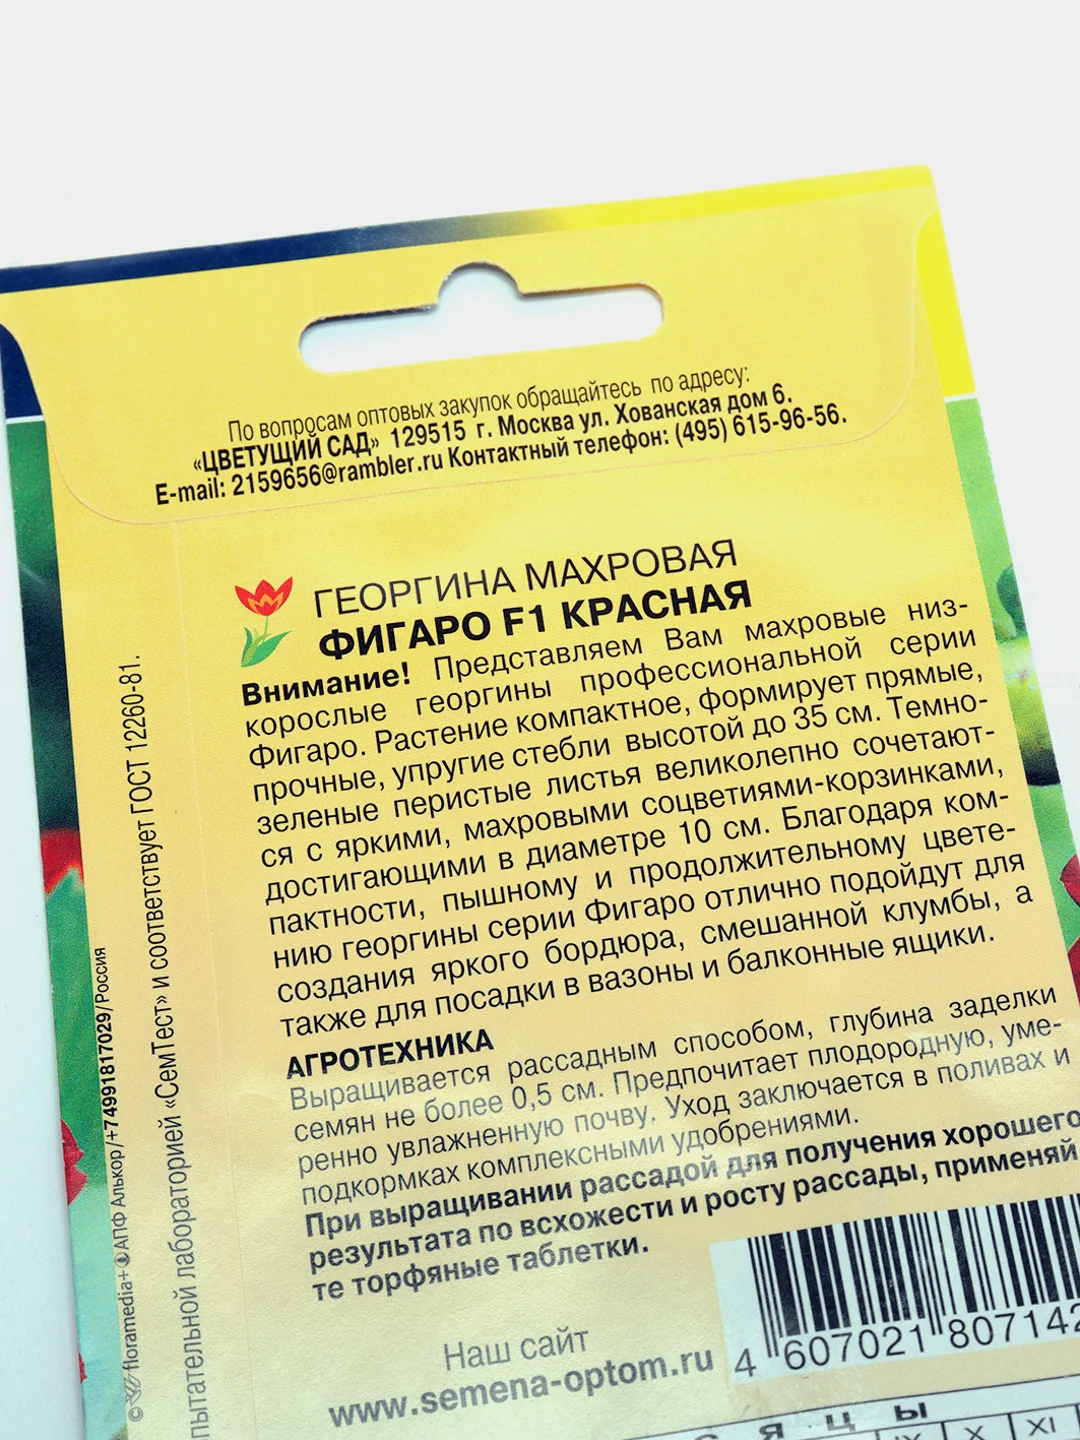 По вопросам оптовых закупок обращайтесь по адресу:
«ЦВЕТУЩИЙ САД» 129515 г. Москва ул. Хованская дом 6.
E-mail: 2159656@rambler.ru Контактный телефон: (495) 615-96-56.
ГЕОРГИНА МАХРОВАЯ
ФИГАРО F1 КРАСНАЯ
Внимание! Представляем Вам махровые низ-
корослые георгины профессиональной серии
Фигаро. Растение компактное, формирует прямые,
прочные, упругие стебли высотой до 35 см. Темно-
зеленые перистые листья великолепно сочетают-
ся с яркими, махровыми соцветиями-корзинками,
достигающими в диаметре 10 см. Благодаря ком-
пактности, пышному и продолжительному цвете-
нию георгины серии Фигаро отлично подойдут для
создания яркого бордюра, смешанной клумбы, а
также для посадки в вазоны и балконные ящики.
АГРОТЕХНИКА
Выращивается рассадным способом, глубина заделки
семян не более 0,5 см. Предпочитает плодородную, уме-
ренно увлажненную почву. Уход заключается в поливах и
подкормках комплексными удобрениями.
При выращивании рассадой для получения хорошего
результата по всхожести и росту рассады, применяй
те торфяные таблетки.
Наш сайт
www.semena-optom.ru
4 607021 807142
с я ц ы
IX X XI
© floramedia+ АПФ Алькор/+74991817029/Россия
пытательной лабораторией «СемТест» и соответствует ГОСТ 12260-81.